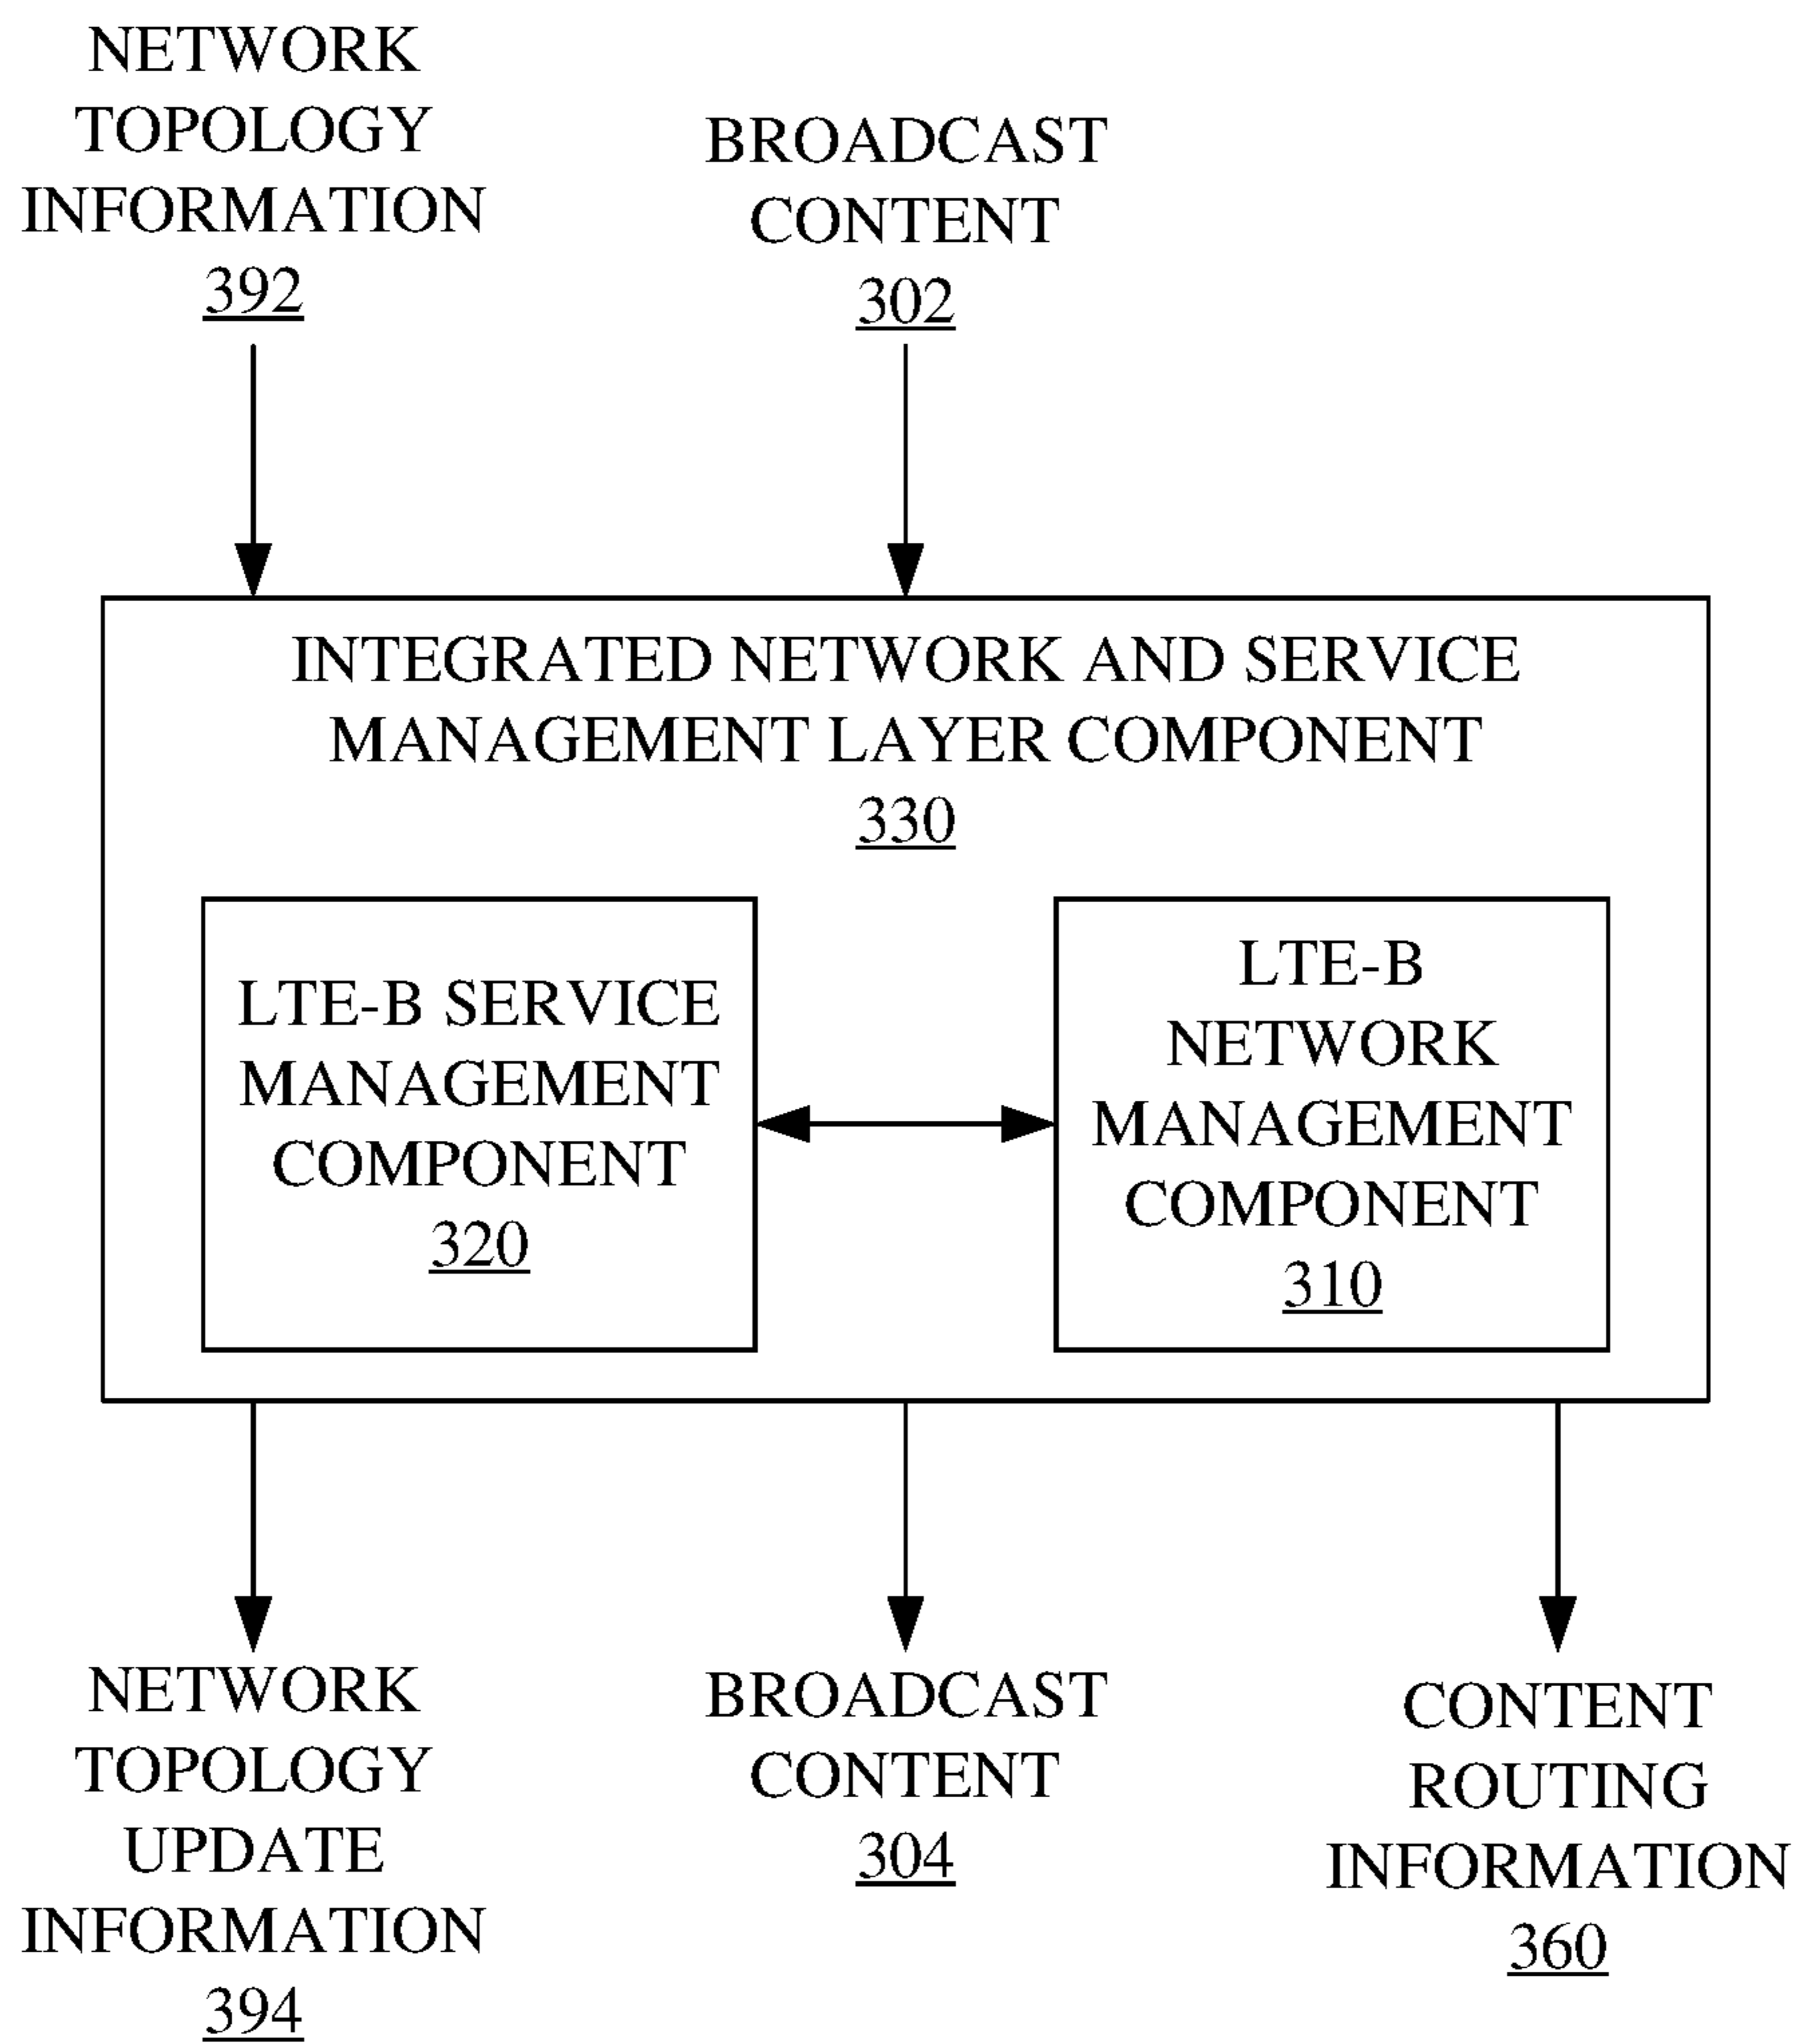 NETWORK
TOPOLOGY
INFORMATION
392
BROADCAST
CONTENT
302
INTEGRATED NETWORK AND SERVICE
MANAGEMENT LAYER COMPONENT
330
LTE-B SERVICE
MANAGEMENT
COMPONENT
320
LTE-B
NETWORK
MANAGEMENT
COMPONENT
310
NETWORK
TOPOLOGY
UPDATE
INFORMATION
394
BROADCAST
CONTENT
304
CONTENT
ROUTING
INFORMATION
360